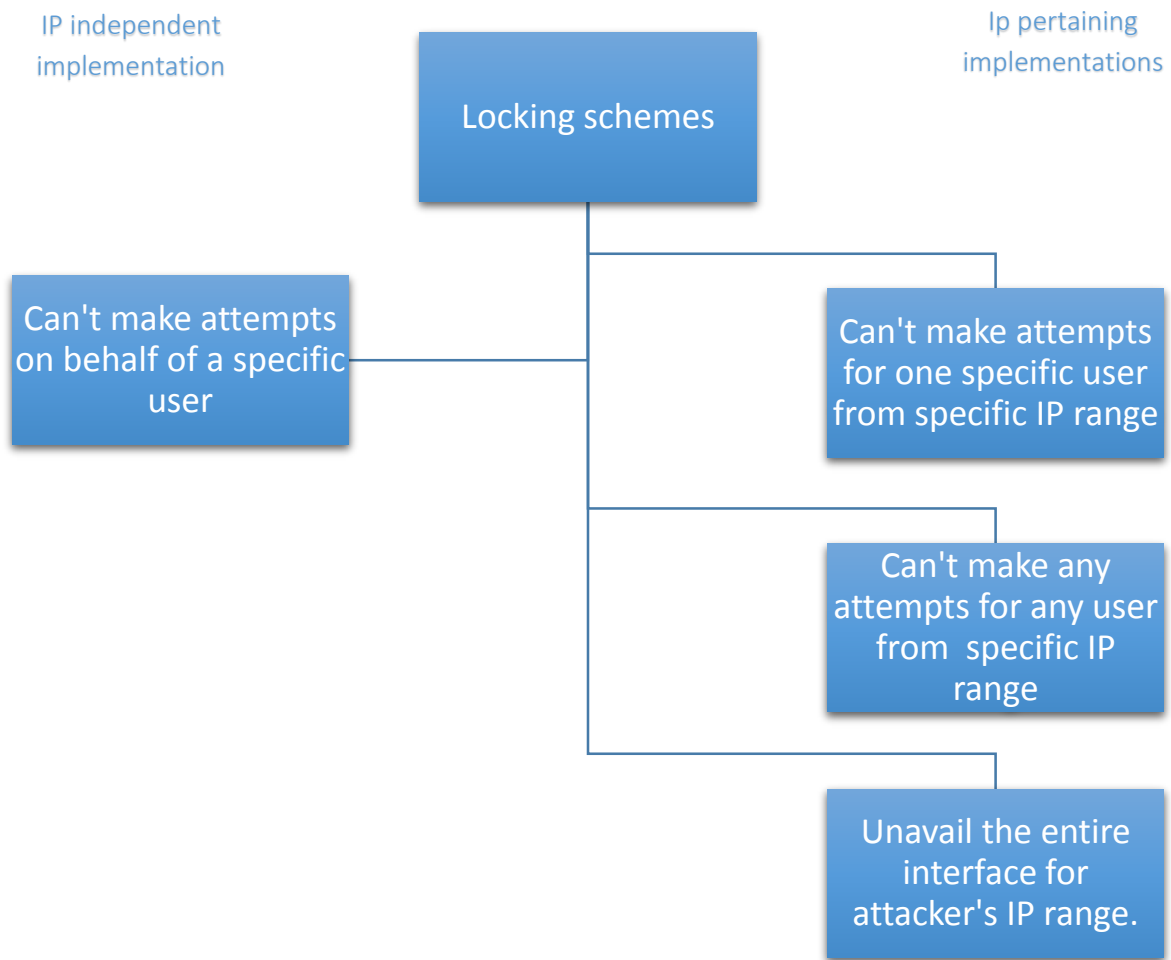 IP independent
implementation
Ip pertaining
implementations
Locking schemes
Can't make attempts
on behalf of a specific
user
Can't make attempts
for one specific user
from specific IP range
Can't make any
attempts for any user
from specific IP
range
Unavail the entire
interface for
attacker's IP range.